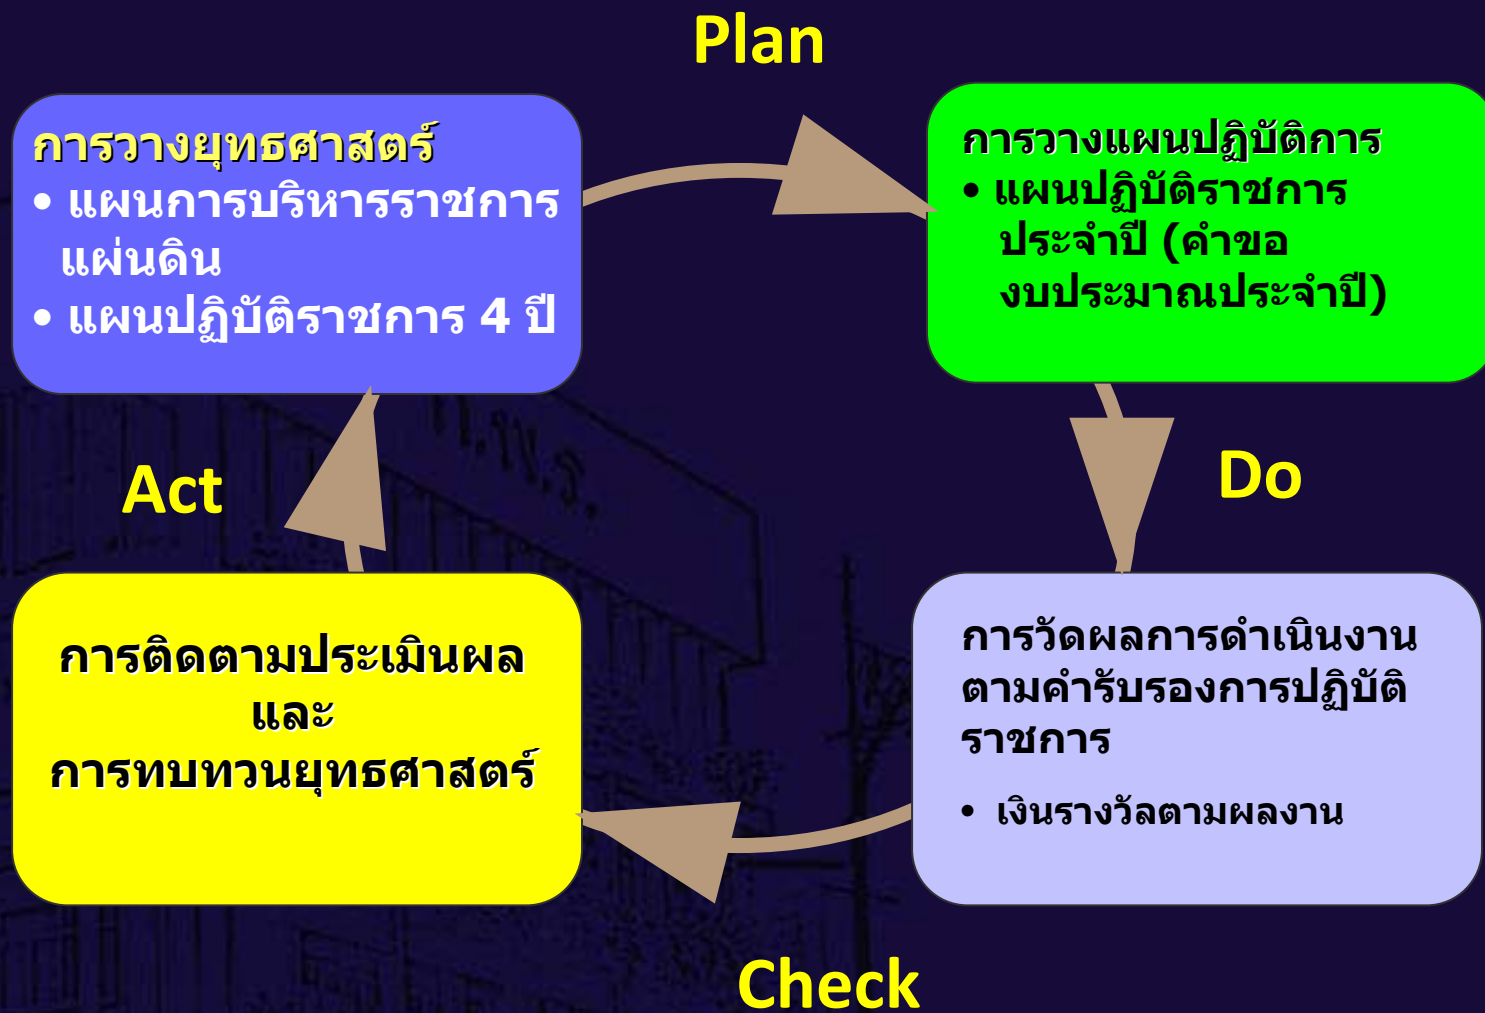 Plan
การวางยุทธศาสตร์
• แผนการบริหารราชการ
แผ่นดิน
• แผนปฏิบัติราชการ 4 ปี
การวางแผนปฏิบัติการ
• แผนปฏิบัติราชการ
ประจำปี (คำขอ
งบประมาณประจำปี)
Act
Do
ก.พ.ร.
การติดตามประเมินผล
และ
การทบทวนยุทธศาสตร์
การวัดผลการดำเนินงาน
ตามคำรับรองการปฏิบัติ
ราชการ
• เงินรางวัลตามผลงาน
Check